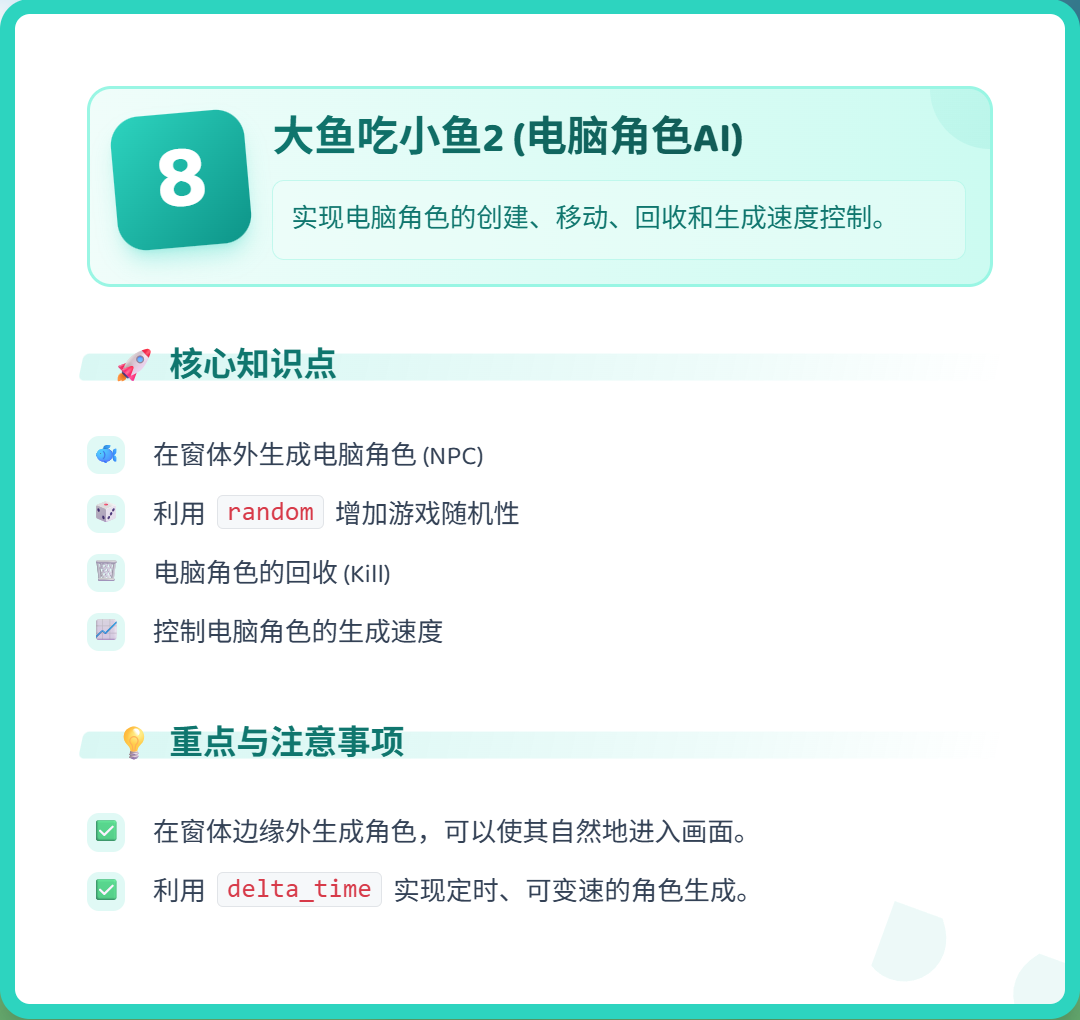 8
大鱼吃小鱼2 (电脑角色AI)
实现电脑角色的创建、移动、回收和生成速度控制。
核心知识点
在窗体外生成电脑角色 (NPC)
利用 random 增加游戏随机性
电脑角色的回收 (Kill)
控制电脑角色的生成速度
重点与注意事项
在窗体边缘外生成角色，可以使其自然地进入画面。
利用 delta_time 实现定时、可变速的角色生成。